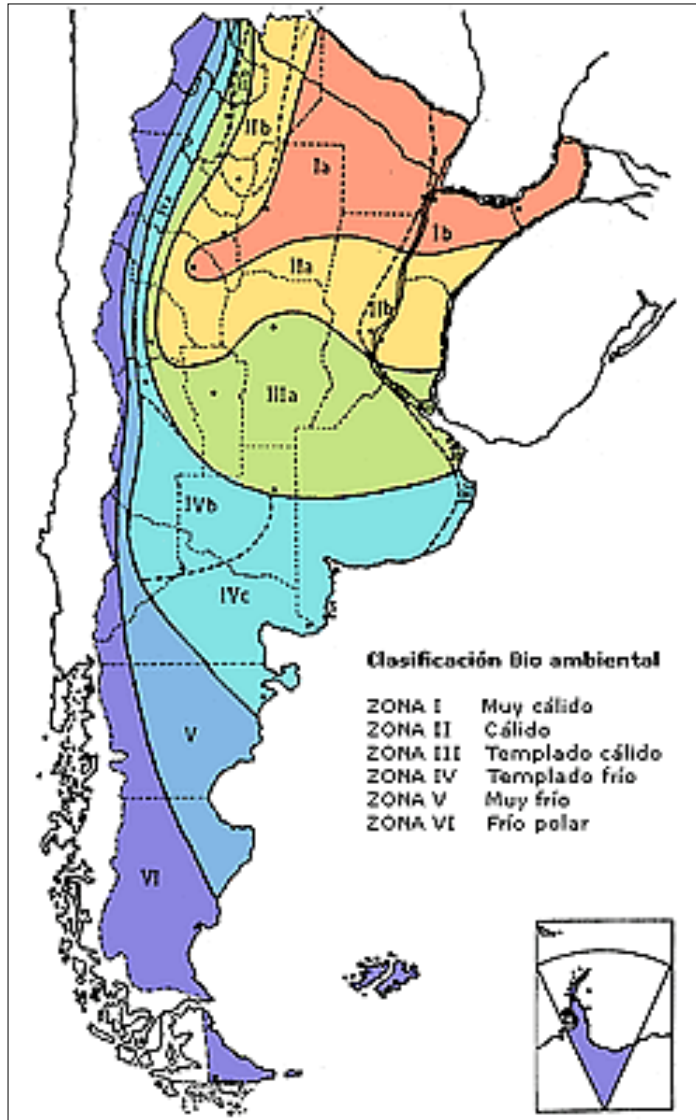 IIb
Ia
Ib
IIa
IIb
IIIa
IVb
IVc
V
VI
Clasificación Bio ambiental
ZONA I Muy cálido
ZONA II Cálido
ZONA III Templado cálido
ZONA IV Templado frío
ZONA V Muy frío
ZONA VI Frío polar